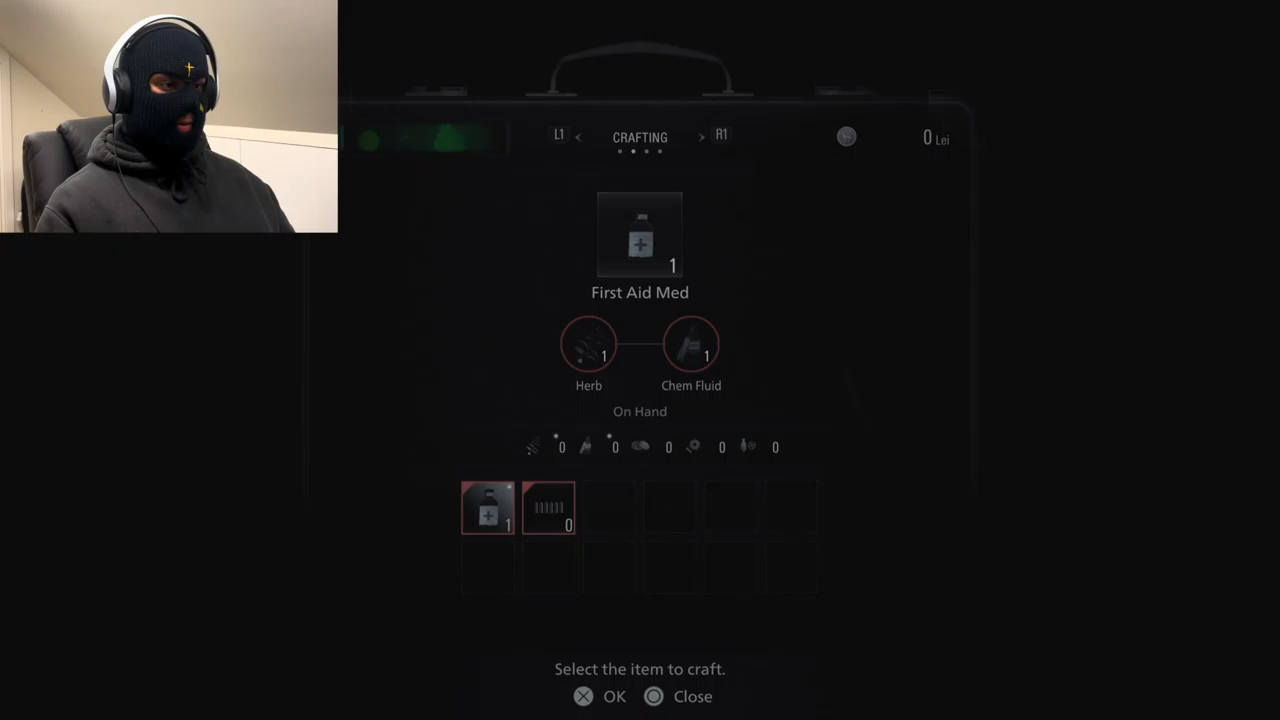 L1 < CRAFTING > R1
0 Lei
1
First Aid Med
1 1
Herb Chem Fluid
On Hand
0 0 0 0 0
1 0
Select the item to craft.
OK Close